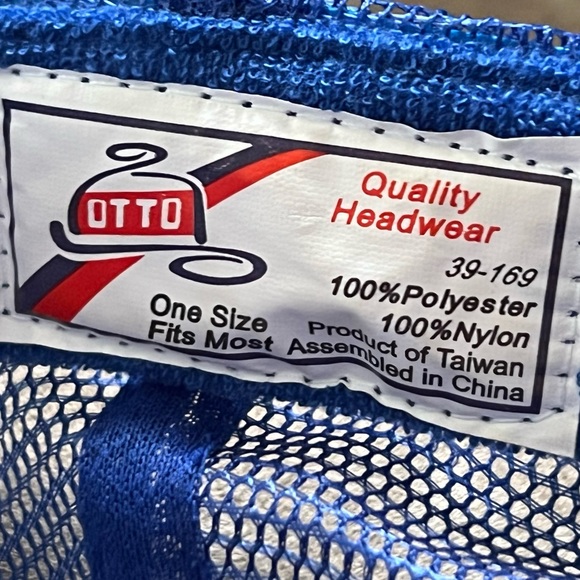 OTTO
Quality
Headwear
39-169
100%Polyester
100%Nylon
One Size
Fits Most
Product of Taiwan
Assembled in China